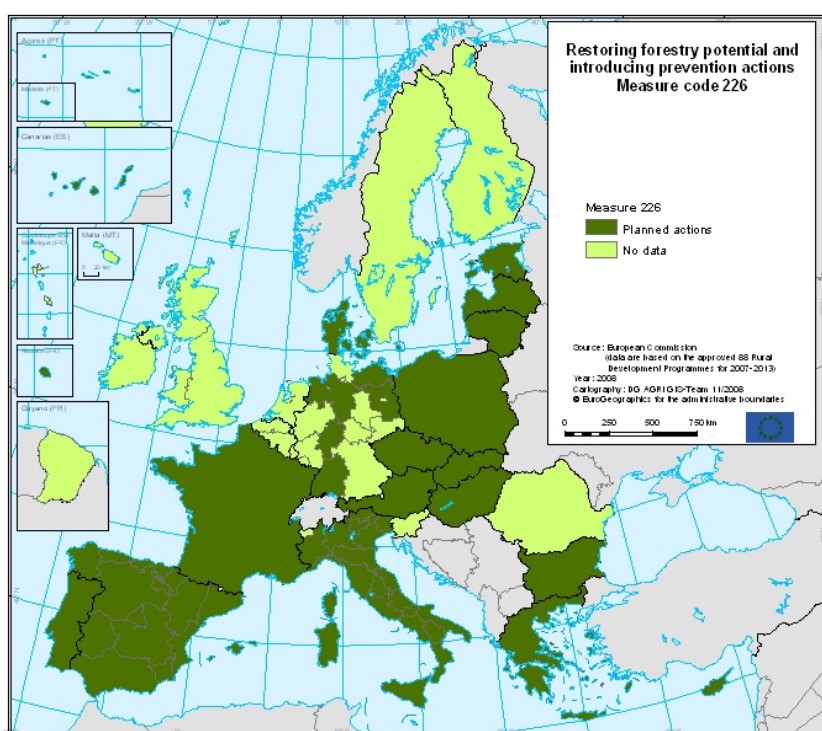 Restoring forestry potential and
introducing prevention actions
Measure code 226
Measure 226
Planned actions
No data
Source: European Commission
(data are based on the approved 88 Rural
Development Programmes for 2007-2013)
Year: 2008
Cartography: DG AGRI GIS-Team 11/2008
© EuroGeographics for the administrative boundaries
0 250 500 750 km
Canarias (ES)
Malta (MT)
Guyane (FR)